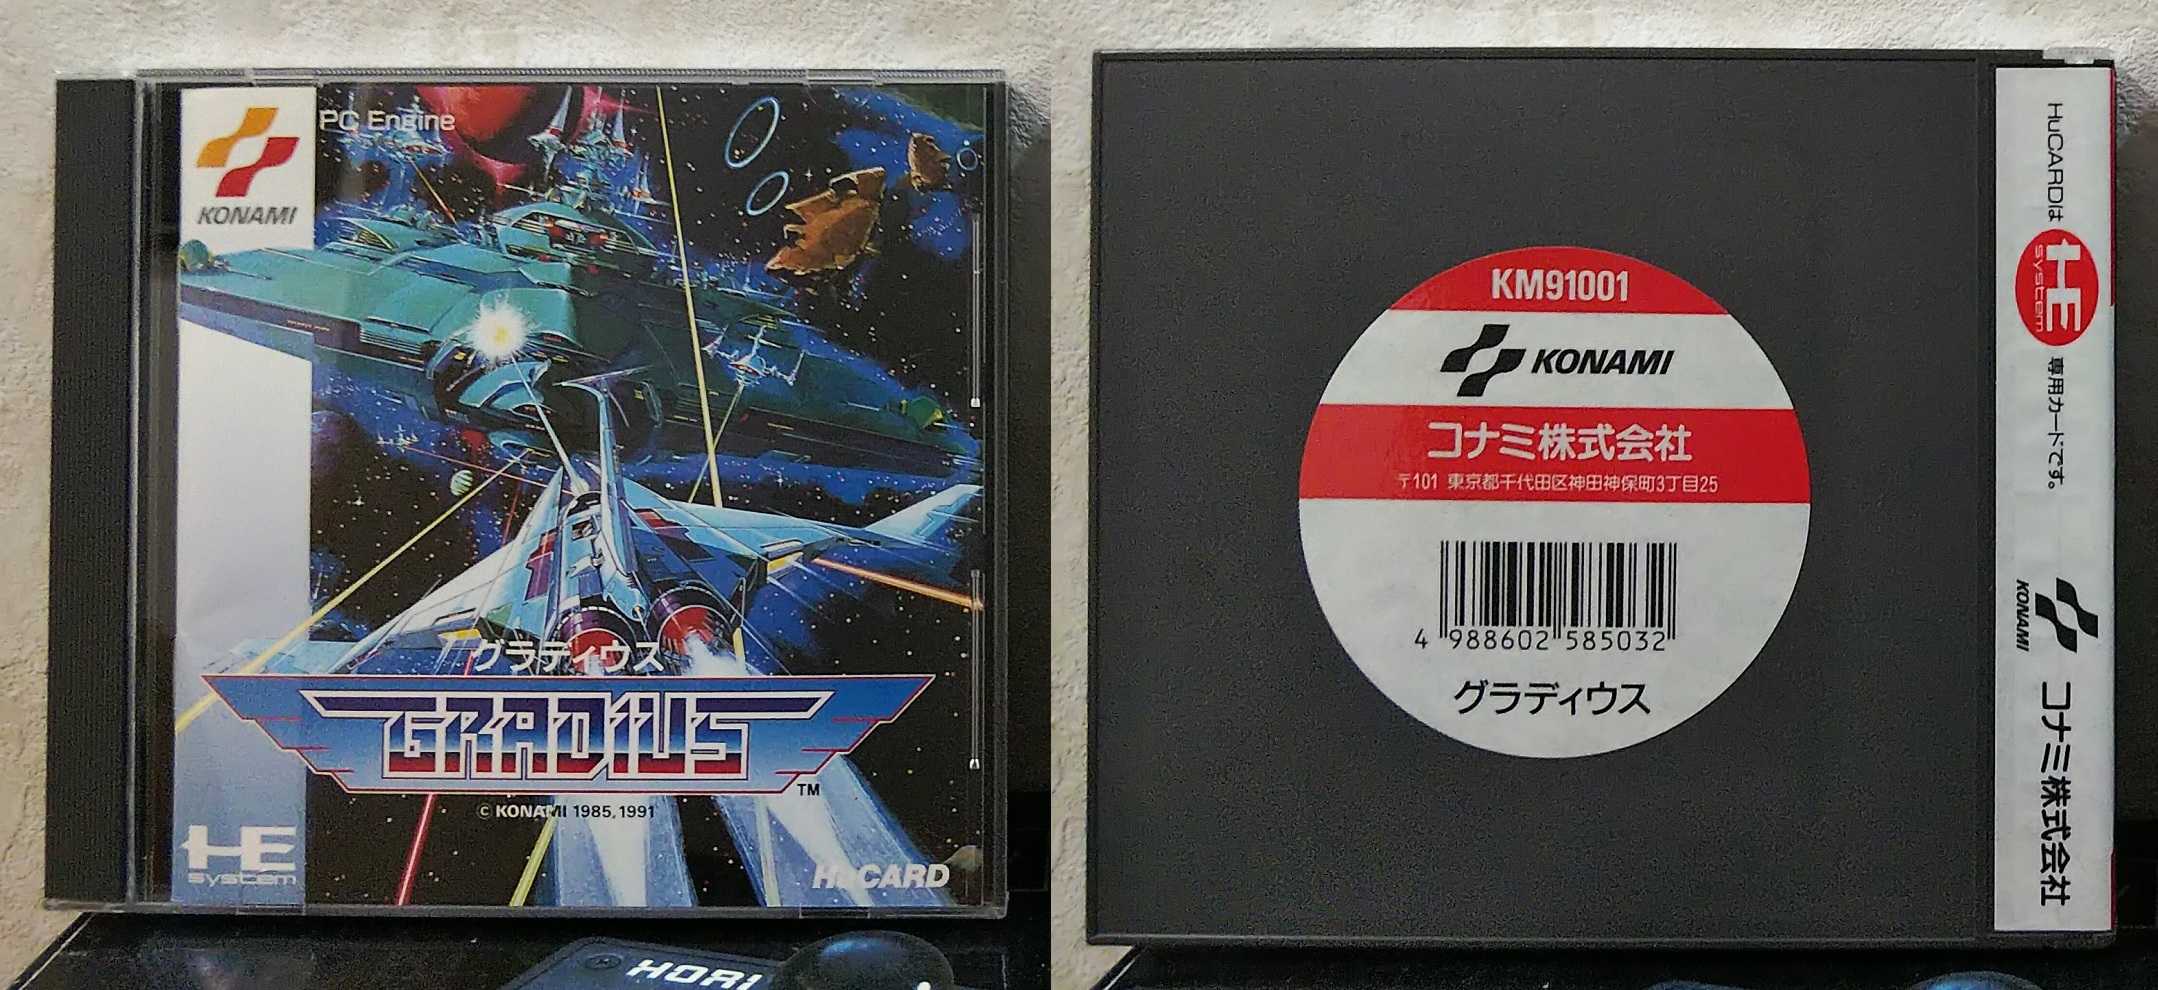 KONAMI
PC Engine
グラディウス
GRADIUS
TM
© KONAMI 1985, 1991
HE
system
HuCARD
HORI
KM91001
KONAMI
コナミ株式会社
〒101 東京都千代田区神田神保町3丁目25
4 988602 585032
グラディウス
HuCARDは
HE
system
専用カードです。
KONAMI
コナミ株式会社